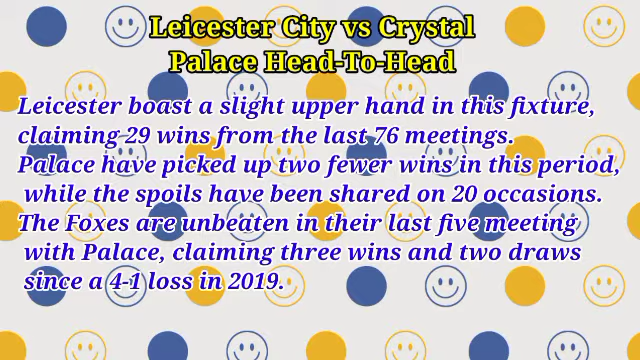 Leicester City vs Crystal
Palace Head-To-Head
Leicester boast a slight upper hand in this fixture,
claiming 29 wins from the last 76 meetings.
Palace have picked up two fewer wins in this period,
while the spoils have been shared on 20 occasions.
The Foxes are unbeaten in their last five meeting
with Palace, claiming three wins and two draws
since a 4-1 loss in 2019.